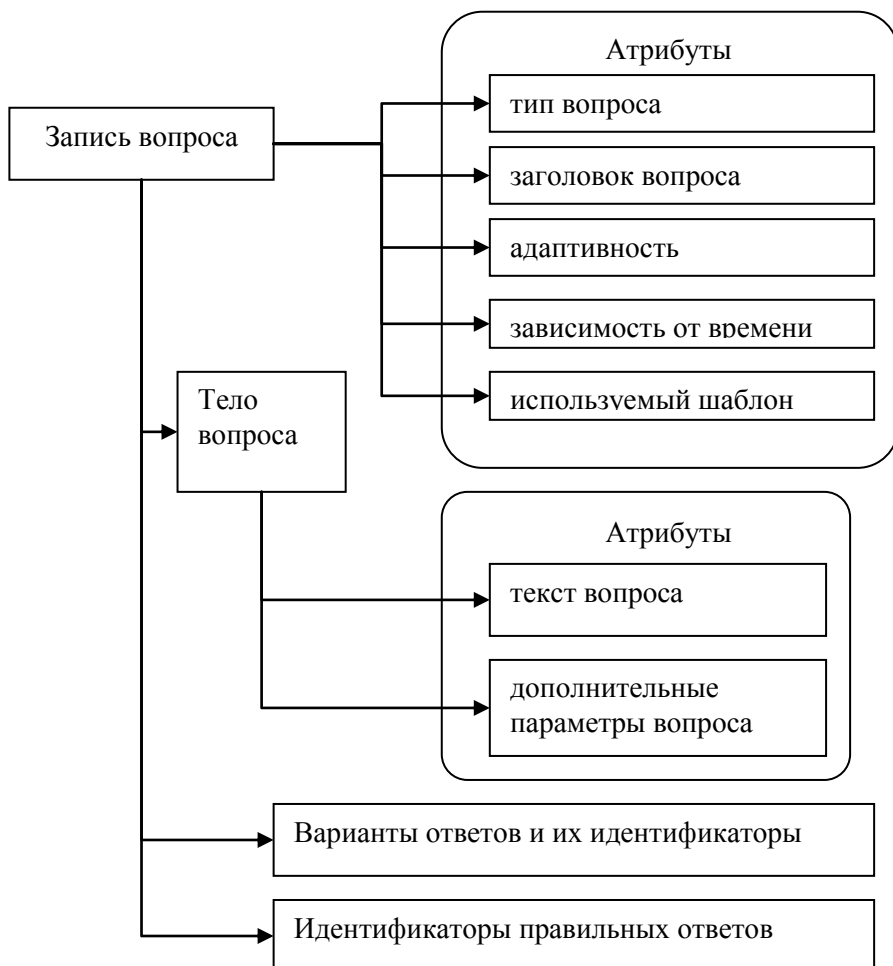 Атрибуты
тип вопроса
Запись вопроса
заголовок вопроса
адаптивность
зависимость от времени
используемый шаблон
Тело
вопроса
Атрибуты
текст вопроса
дополнительные
параметры вопроса
Варианты ответов и их идентификаторы
Идентификаторы правильных ответов